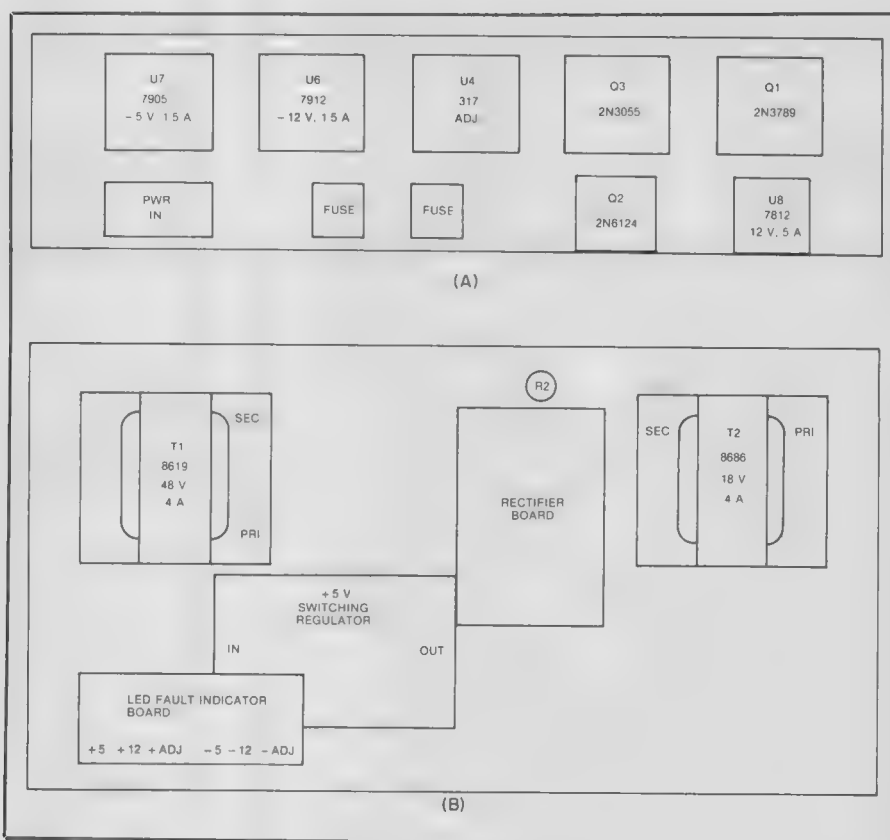 U7
7905
– 5 V 1 5 A
U6
7912
– 12 V. 1 5 A
U4
317
ADJ
Q3
2N3055
Q1
2N3789
PWR
IN
FUSE
FUSE
Q2
2N6124
U8
7812
12 V. 5 A
(A)
R2
T1
8619
48 V
4 A
SEC
PRI
RECTIFIER
BOARD
SEC
T2
8686
18 V
4 A
PRI
+ 5 V
SWITCHING
REGULATOR
IN
OUT
LED FAULT INDICATOR
BOARD
+ 5 + 12 + ADJ – 5 – 12 – ADJ
(B)